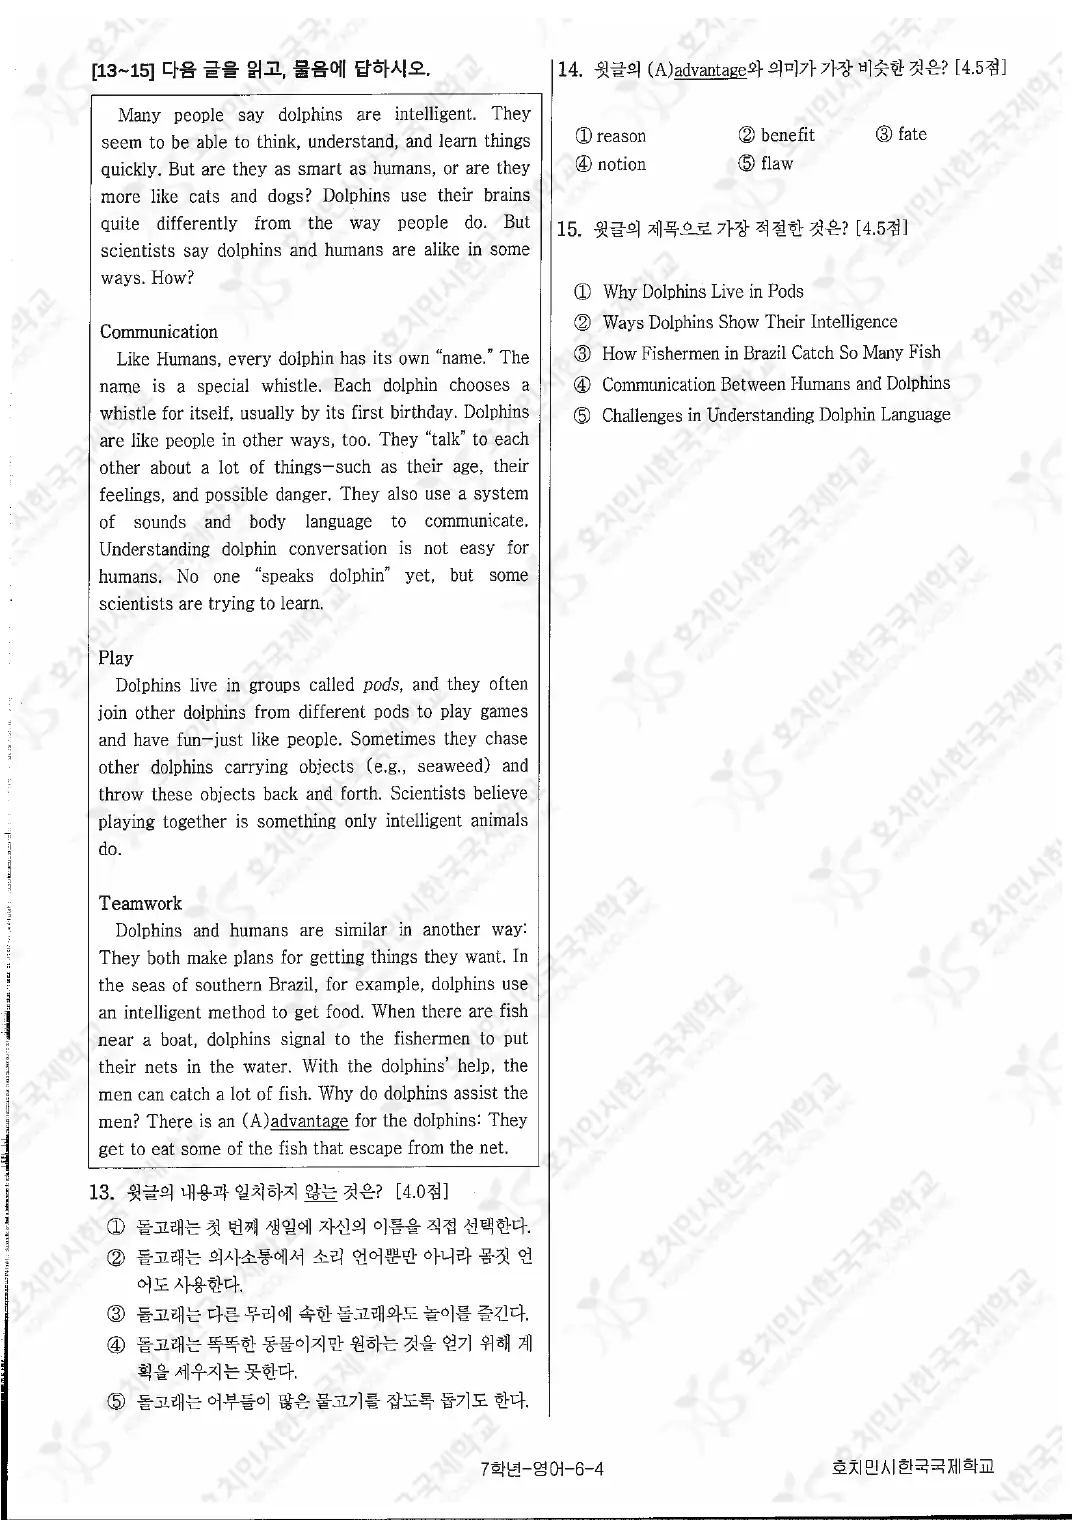 [13~15] 다음 글을 읽고, 물음에 답하시오.
Many people say dolphins are intelligent. They
seem to be able to think, understand, and learn things
quickly. But are they as smart as humans, or are they
more like cats and dogs? Dolphins use their brains
quite differently from the way people do. But
scientists say dolphins and humans are alike in some
ways. How?
Communication
Like Humans, every dolphin has its own “name.” The
name is a special whistle. Each dolphin chooses a
whistle for itself, usually by its first birthday. Dolphins
are like people in other ways, too. They “talk” to each
other about a lot of things—such as their age, their
feelings, and possible danger. They also use a system
of sounds and body language to communicate.
Understanding dolphin conversation is not easy for
humans. No one “speaks dolphin” yet, but some
scientists are trying to learn.
Play
Dolphins live in groups called pods, and they often
join other dolphins from different pods to play games
and have fun—just like people. Sometimes they chase
other dolphins carrying objects (e.g., seaweed) and
throw these objects back and forth. Scientists believe
playing together is something only intelligent animals
do.
Teamwork
Dolphins and humans are similar in another way:
They both make plans for getting things they want. In
the seas of southern Brazil, for example, dolphins use
an intelligent method to get food. When there are fish
near a boat, dolphins signal to the fishermen to put
their nets in the water. With the dolphins’ help, the
men can catch a lot of fish. Why do dolphins assist the
men? There is an (A)advantage for the dolphins: They
get to eat some of the fish that escape from the net.
13. 윗글의 내용과 일치하지 않는 것은? [4.0점]
① 돌고래는 첫 번째 생일에 자신의 이름을 직접 선택한다.
② 돌고래는 의사소통에서 소리 언어뿐만 아니라 몸짓 언
어도 사용한다.
③ 돌고래는 다른 무리에 속한 돌고래와도 놀이를 즐긴다.
④ 돌고래는 똑똑한 동물이지만 원하는 것을 얻기 위해 계
획을 세우지는 못한다.
⑤ 돌고래는 어부들이 많은 물고기를 잡도록 돕기도 한다.
14. 윗글의 (A)advantage와 의미가 가장 비슷한 것은? [4.5점]
① reason ② benefit ③ fate
④ notion ⑤ flaw
15. 윗글의 제목으로 가장 적절한 것은? [4.5점]
① Why Dolphins Live in Pods
② Ways Dolphins Show Their Intelligence
③ How Fishermen in Brazil Catch So Many Fish
④ Communication Between Humans and Dolphins
⑤ Challenges in Understanding Dolphin Language
7학년-영어-6-4
호치민시한국국제학교